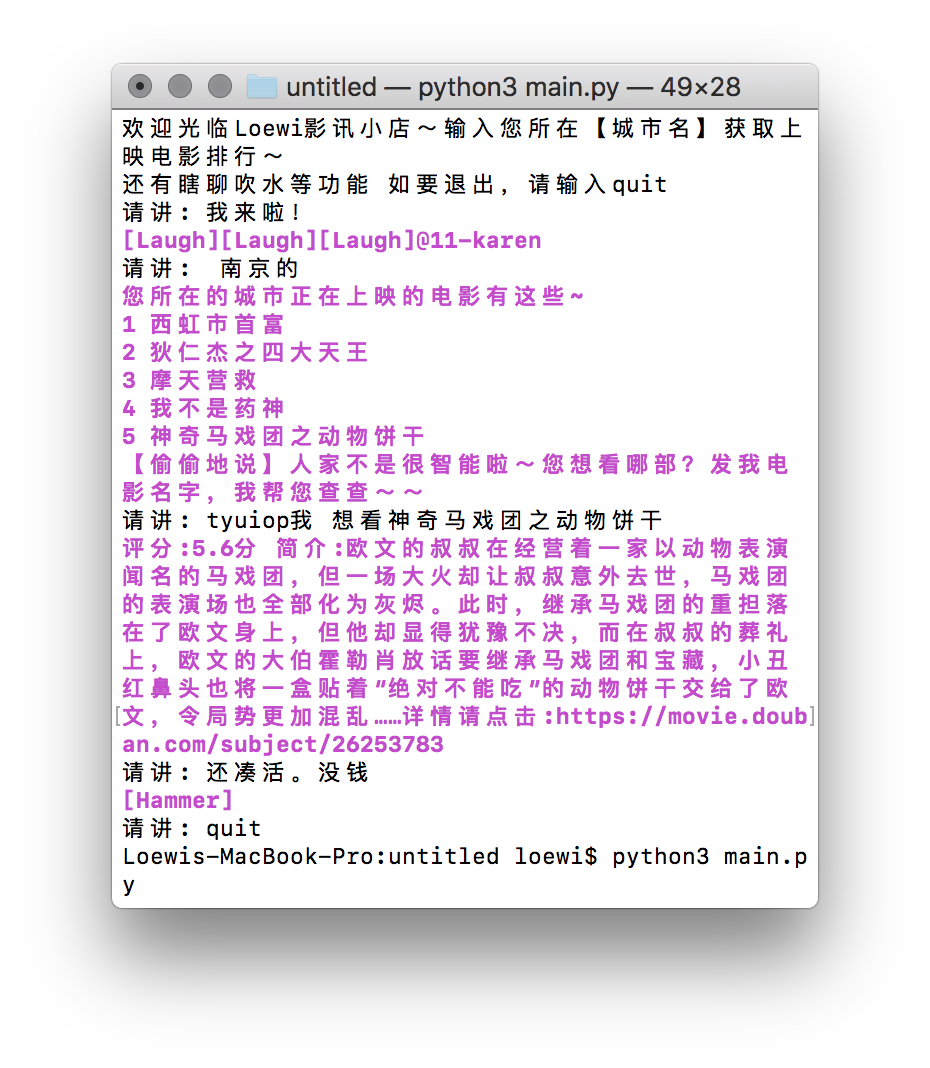 untitled — python3 main.py — 49×28
欢迎光临Loewi影讯小店～输入您所在【城市名】获取上
映电影排行～
还有瞎聊吹水等功能 如要退出，请输入quit
请讲：我来啦！
[Laugh][Laugh][Laugh]@11-karen
请讲： 南京的
您所在的城市正在上映的电影有这些~
1 西虹市首富
2 狄仁杰之四大天王
3 摩天营救
4 我不是药神
5 神奇马戏团之动物饼干
【偷偷地说】人家不是很智能啦～您想看哪部？发我电
影名字，我帮您查查～～
请讲：tyuiop我 想看神奇马戏团之动物饼干
评分:5.6分 简介:欧文的叔叔在经营着一家以动物表演
闻名的马戏团，但一场大火却让叔叔意外去世，马戏团
的表演场也全部化为灰烬。此时，继承马戏团的重担落
在了欧文身上，但他却显得犹豫不决，而在叔叔的葬礼
上，欧文的大伯霍勒肖放话要继承马戏团和宝藏，小丑
红鼻头也将一盒贴着“绝对不能吃”的动物饼干交给了欧
文，令局势更加混乱……详情请点击:https://movie.doub
an.com/subject/26253783
请讲：还凑活。没钱
[Hammer]
请讲：quit
Loewis-MacBook-Pro:untitled loewi$ python3 main.p
y